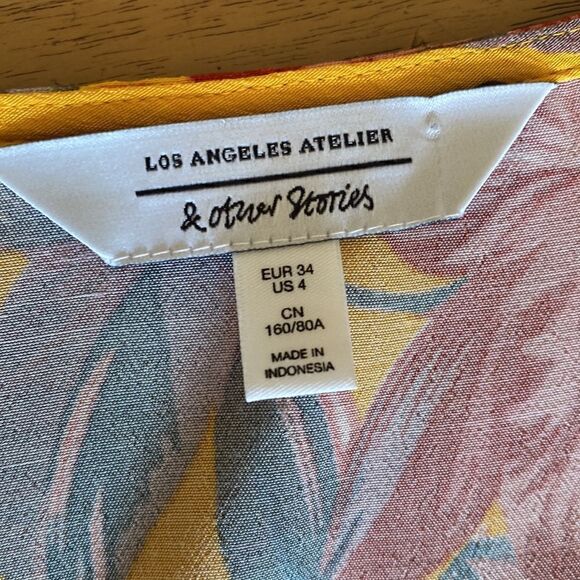 LOS ANGELES ATELIER
& other Stories
EUR 34
US 4
CN
160/80A
MADE IN
INDONESIA